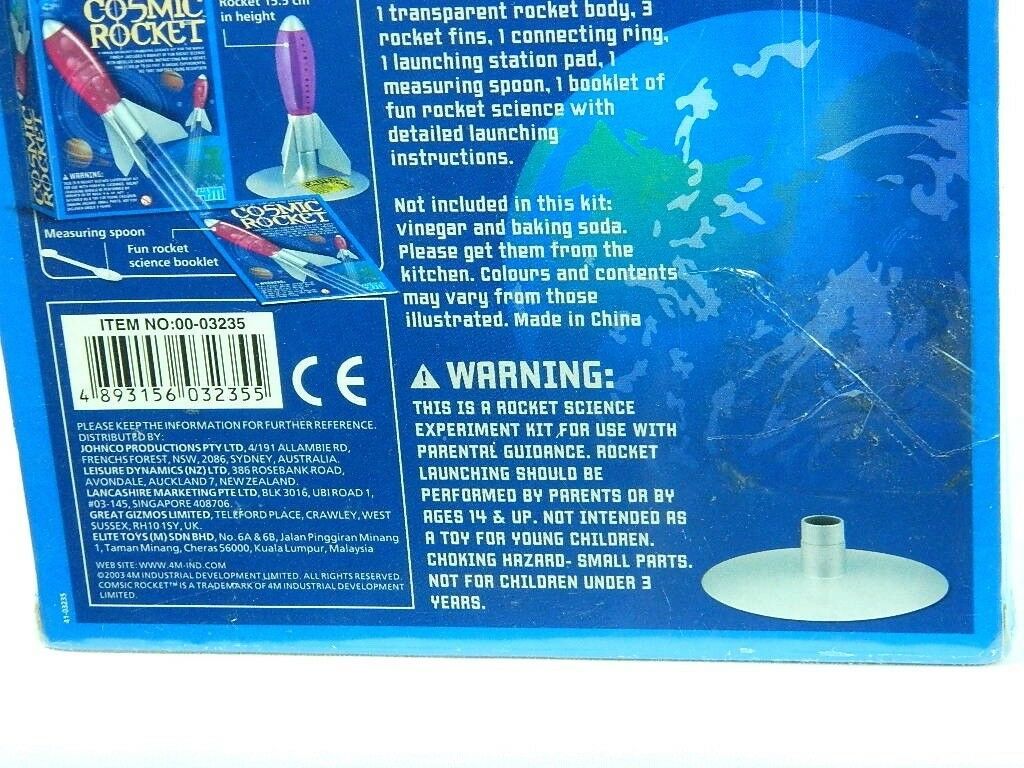 COSMIC
ROCKET
Rocket 15.5 cm
in height
⚠ WARNING:
4M
COSMIC
ROCKET
Measuring spoon
Fun rocket
science booklet
COSMIC
ROCKET
1 transparent rocket body, 3
rocket fins, 1 connecting ring,
1 launching station pad, 1
measuring spoon, 1 booklet of
fun rocket science with
detailed launching
instructions.
Not included in this kit:
vinegar and baking soda.
Please get them from the
kitchen. Colours and contents
may vary from those
illustrated. Made in China
ITEM NO:00-03235
4 893156 032355
CE
PLEASE KEEP THE INFORMATION FOR FURTHER REFERENCE.
DISTRIBUTED BY:
JOHNCO PRODUCTIONS PTY LTD, 4/191 ALLAMBIE RD,
FRENCHS FOREST, NSW, 2086, SYDNEY, AUSTRALIA.
LEISURE DYNAMICS (NZ) LTD, 386 ROSEBANK ROAD,
AVONDALE, AUCKLAND 7, NEW ZEALAND.
LANCASHIRE MARKETING PTE LTD, BLK 3016, UBI ROAD 1,
#03-145, SINGAPORE 408706.
GREAT GIZMOS LIMITED, TELFORD PLACE, CRAWLEY, WEST
SUSSEX, RH10 1SY, UK.
ELITE TOYS (M) SDN BHD, No. 6A & 6B, Jalan Pinggiran Minang
1, Taman Minang, Cheras 56000, Kuala Lumpur, Malaysia
WEB SITE: WWW.4M-IND.COM
©2003 4M INDUSTRIAL DEVELOPMENT LIMITED. ALL RIGHTS RESERVED.
COMSIC ROCKET™ IS A TRADEMARK OF 4M INDUSTRIAL DEVELOPMENT
LIMITED.
41-03235
⚠ WARNING:
THIS IS A ROCKET SCIENCE
EXPERIMENT KIT FOR USE WITH
PARENTAL GUIDANCE. ROCKET
LAUNCHING SHOULD BE
PERFORMED BY PARENTS OR BY
AGES 14 & UP. NOT INTENDED AS
A TOY FOR YOUNG CHILDREN.
CHOKING HAZARD- SMALL PARTS.
NOT FOR CHILDREN UNDER 3
YEARS.